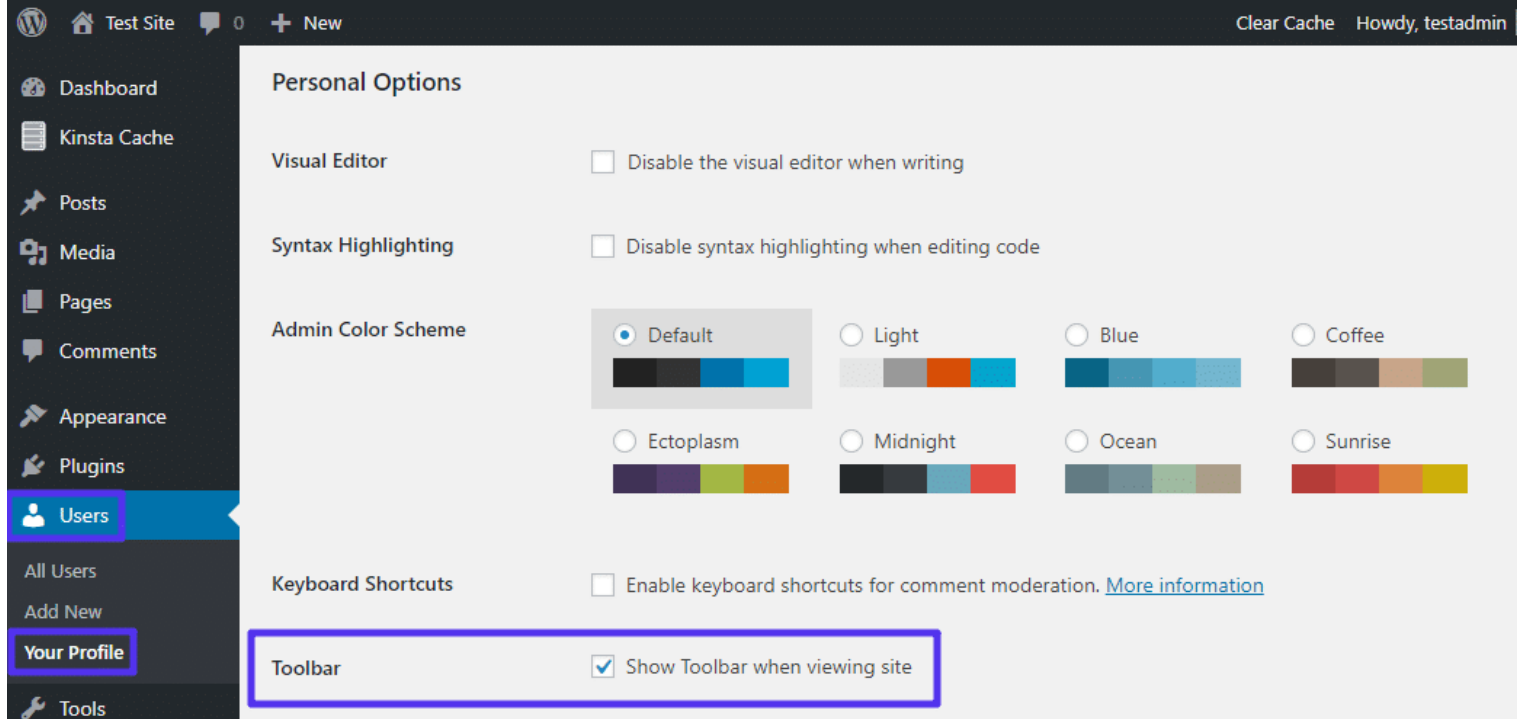 Test Site 0 + New Clear Cache Howdy, testadmin
Dashboard
Kinsta Cache
Posts
Media
Pages
Comments
Appearance
Plugins
Users
All Users
Add New
Your Profile
Tools
Personal Options
Visual Editor Disable the visual editor when writing
Syntax Highlighting Disable syntax highlighting when editing code
Admin Color Scheme Default Light Blue Coffee
Ectoplasm Midnight Ocean Sunrise
Keyboard Shortcuts Enable keyboard shortcuts for comment moderation. More information
Toolbar Show Toolbar when viewing site